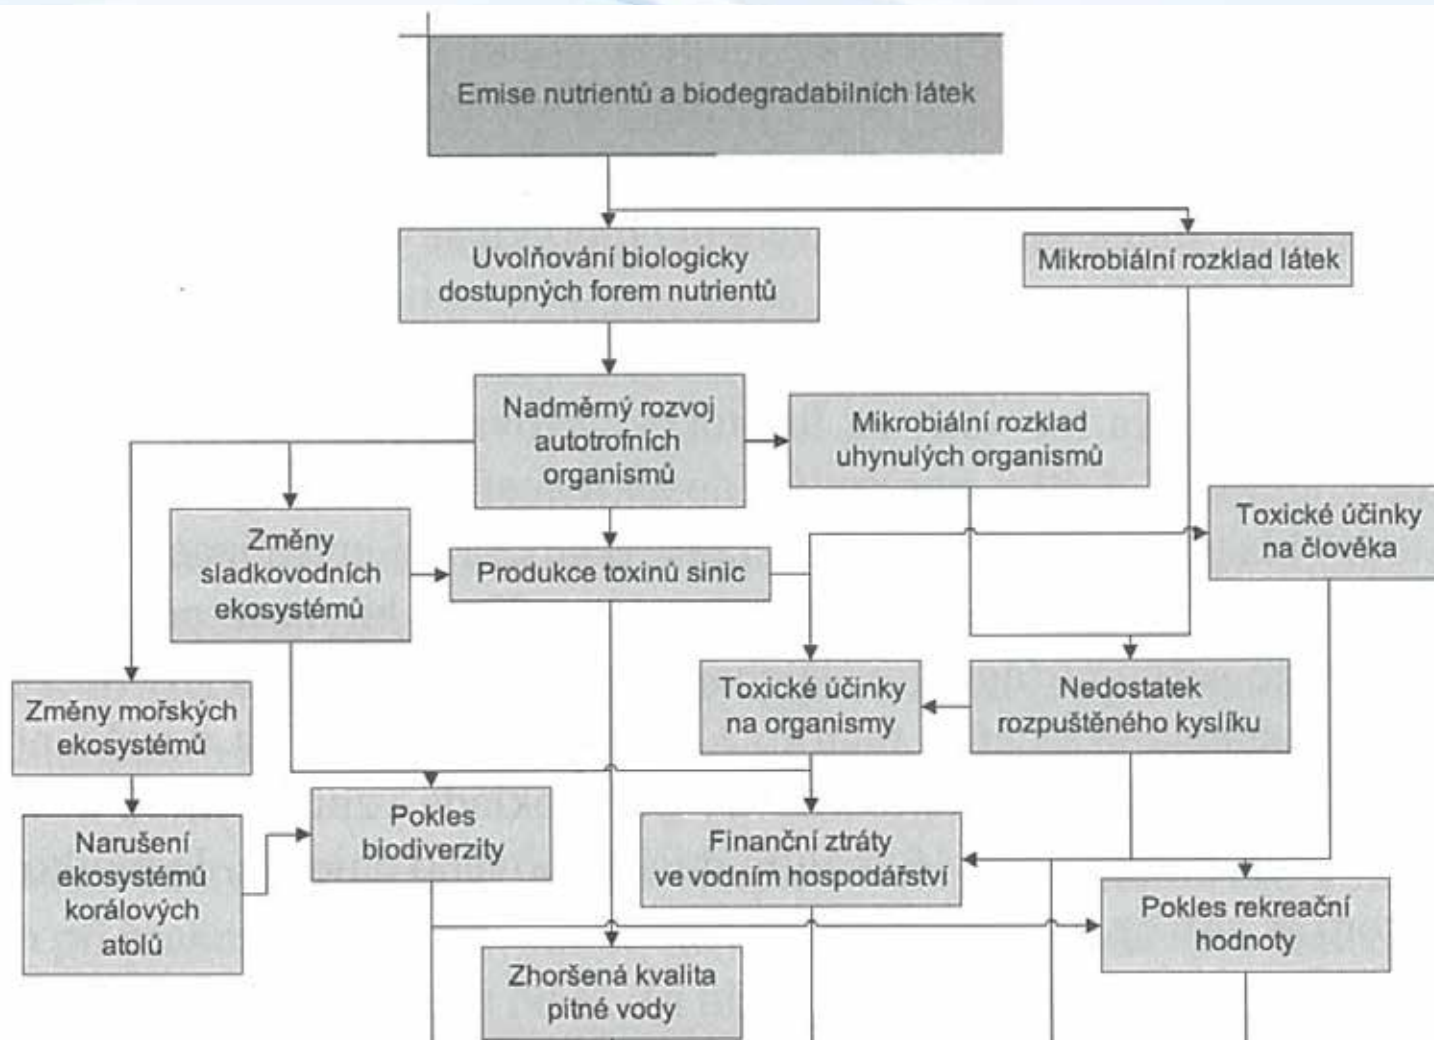 Emise nutrientů a biodegradabilních látek
Uvolňování biologicky
dostupných forem nutrientů
Mikrobiální rozklad látek
Nadměrný rozvoj
autotrofních
organismů
Mikrobiální rozklad
uhynulých organismů
Toxické účinky
na člověka
Změny
sladkovodních
ekosystémů
Produkce toxinů sinic
Změny mořských
ekosystémů
Toxické účinky
na organismy
Nedostatek
rozpuštěného kyslíku
Narušení
ekosystémů
korálových
atolů
Pokles
biodiverzity
Finanční ztráty
ve vodním hospodářství
Pokles rekreační
hodnoty
Zhoršená kvalita
pitné vody